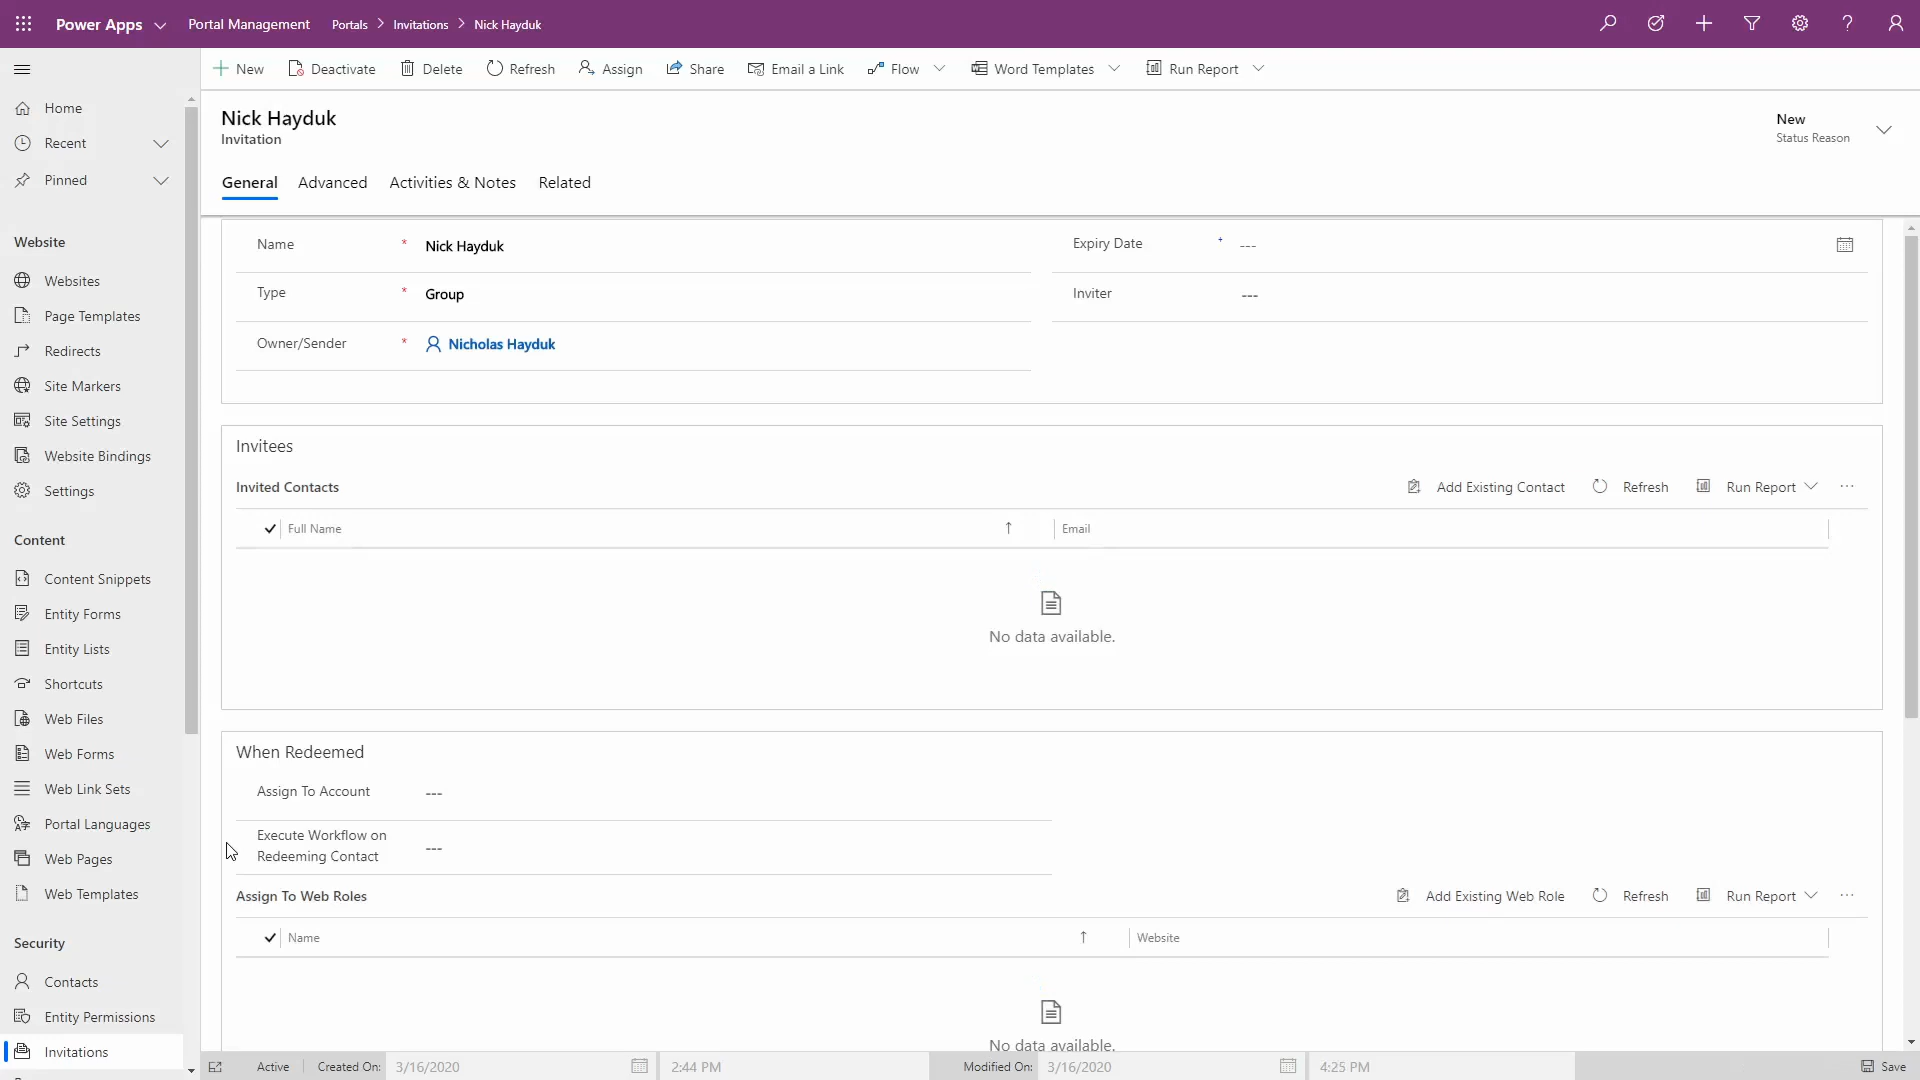 Power Apps
Portal Management
Portals > Invitations > Nick Hayduk
New
Deactivate
Delete
Refresh
Assign
Share
Email a Link
Flow
Word Templates
Run Report
Home
Recent
Pinned
Website
Websites
Page Templates
Redirects
Site Markers
Site Settings
Website Bindings
Settings
Content
Content Snippets
Entity Forms
Entity Lists
Shortcuts
Web Files
Web Forms
Web Link Sets
Portal Languages
Web Pages
Web Templates
Security
Contacts
Entity Permissions
Invitations
Nick Hayduk
Invitation
New
Status Reason
General
Advanced
Activities & Notes
Related
Name * Nick Hayduk
Expiry Date + ---
Type * Group
Inviter ---
Owner/Sender * Nicholas Hayduk
Invitees
Invited Contacts
Add Existing Contact
Refresh
Run Report
...
Full Name ↑
Email
No data available.
When Redeemed
Assign To Account ---
Execute Workflow on
Redeeming Contact ---
Assign To Web Roles
Add Existing Web Role
Refresh
Run Report
...
Name ↑
Website
No data available.
Active
Created On: 3/16/2020 2:44 PM
Modified On: 3/16/2020 4:25 PM
Save